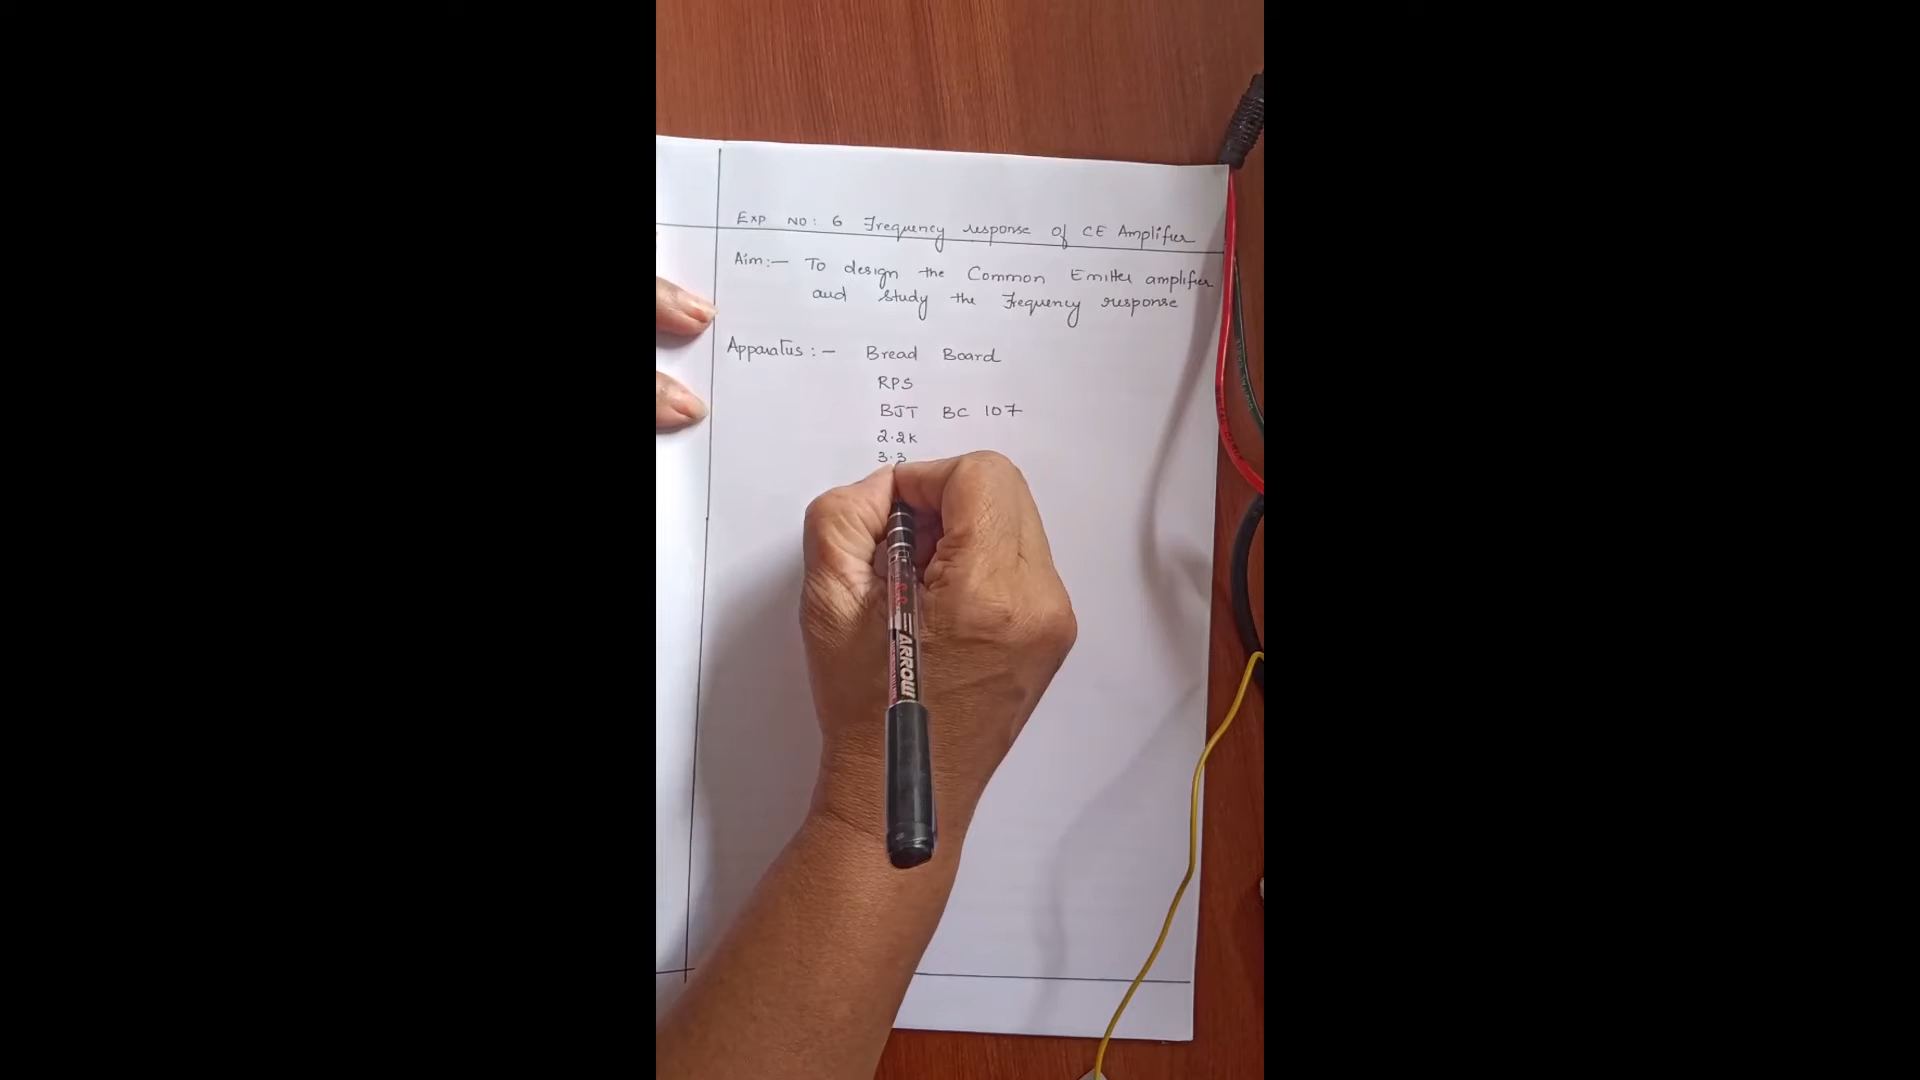 Exp NO: 6 Frequency response of CE Amplifier
Aim:- To design the Common Emitter amplifier
and study the Frequency response
Apparatus:- Bread Board
RPS
BJT BC 107
2.2K
3.3
ARROW